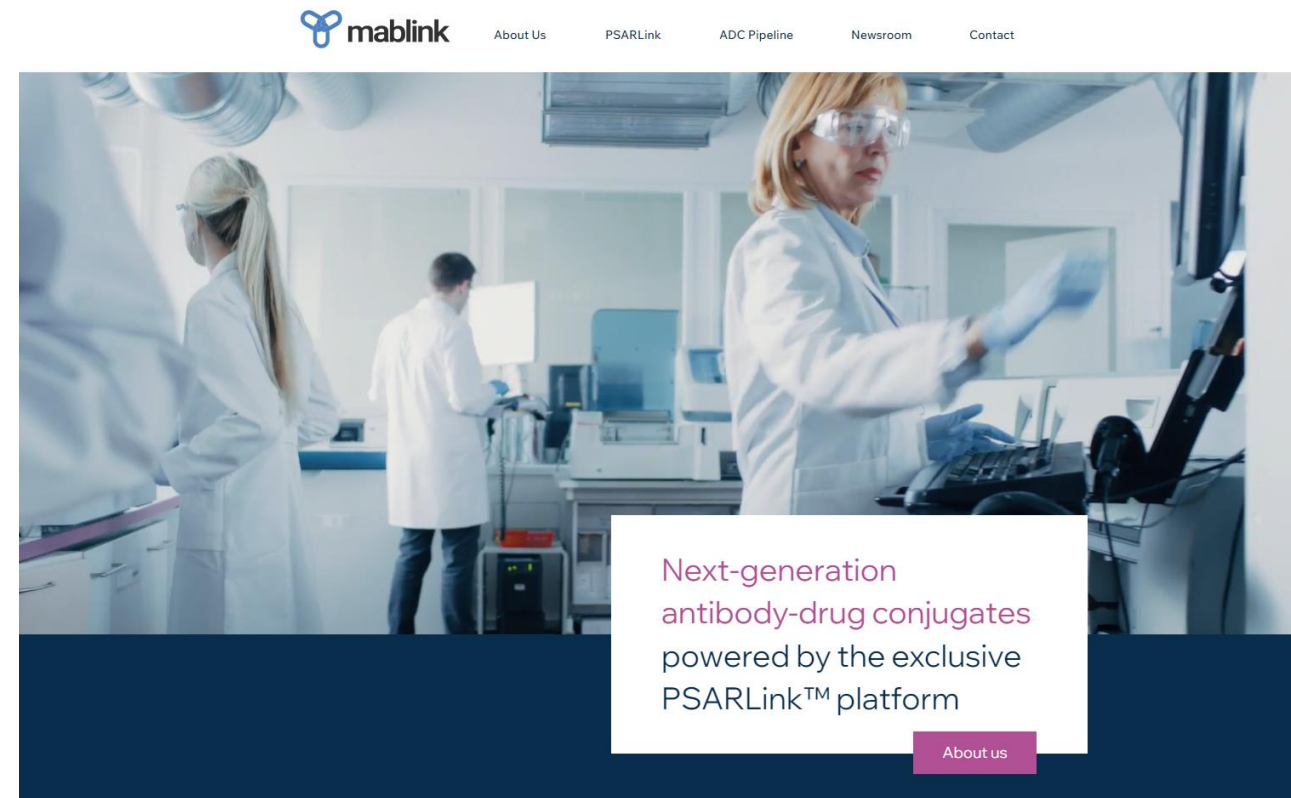 mablink
About Us
PSARLink
ADC Pipeline
Newsroom
Contact
Next-generation
antibody-drug conjugates
powered by the exclusive
PSARLink™ platform
About us